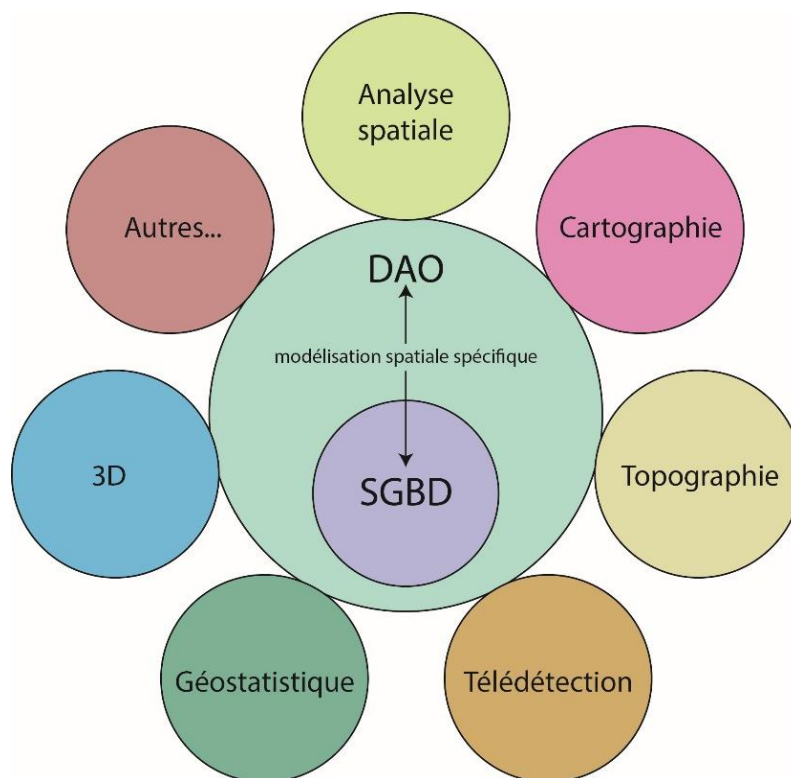 Analyse
spatiale
Autres...
Cartographie
DAO
modélisation spatiale spécifique
3D
SGBD
Topographie
Géostatistique
Télédétection